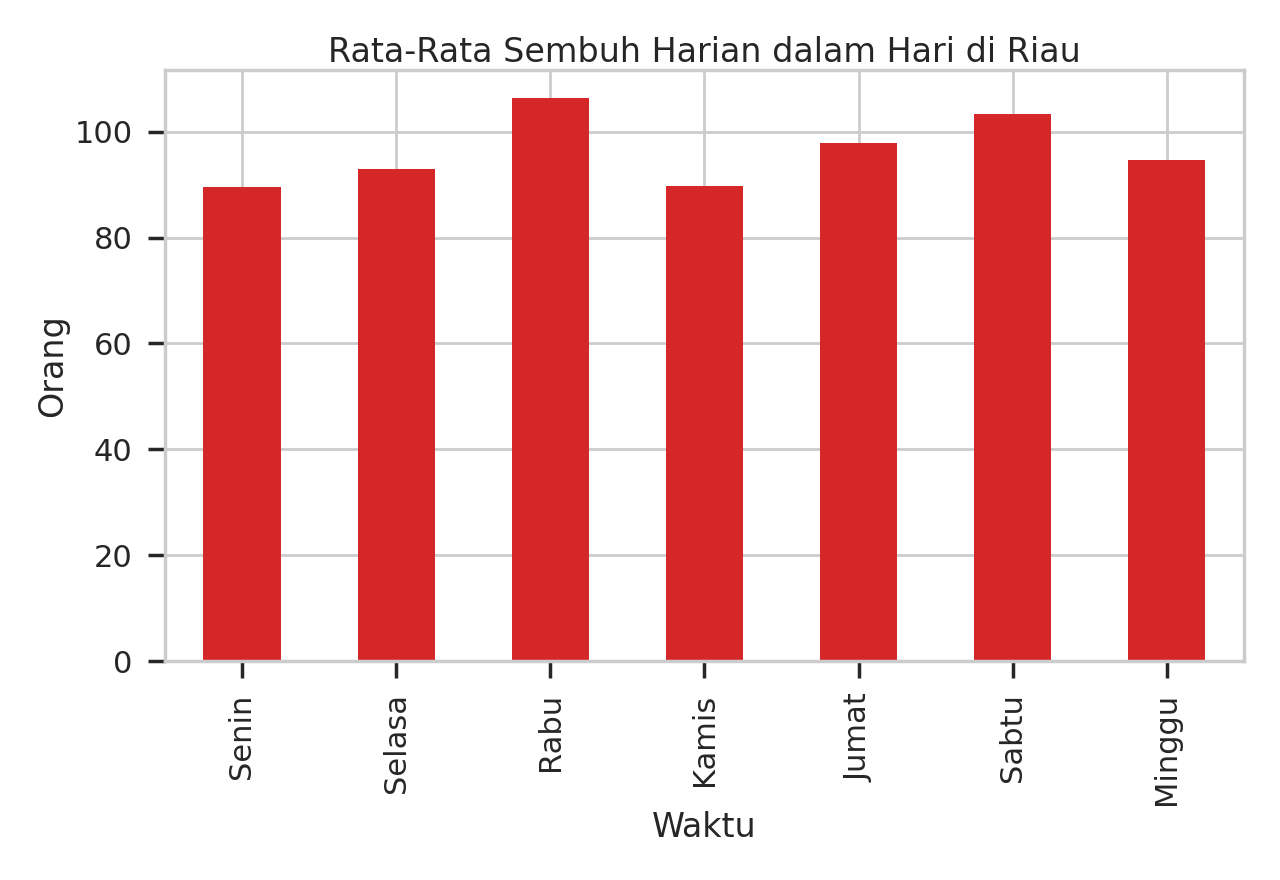 Rata-Rata Sembuh Harian dalam Hari di Riau
100
80
60
40
20
0
Orang
Senin
Selasa
Rabu
Kamis
Jumat
Sabtu
Minggu
Waktu